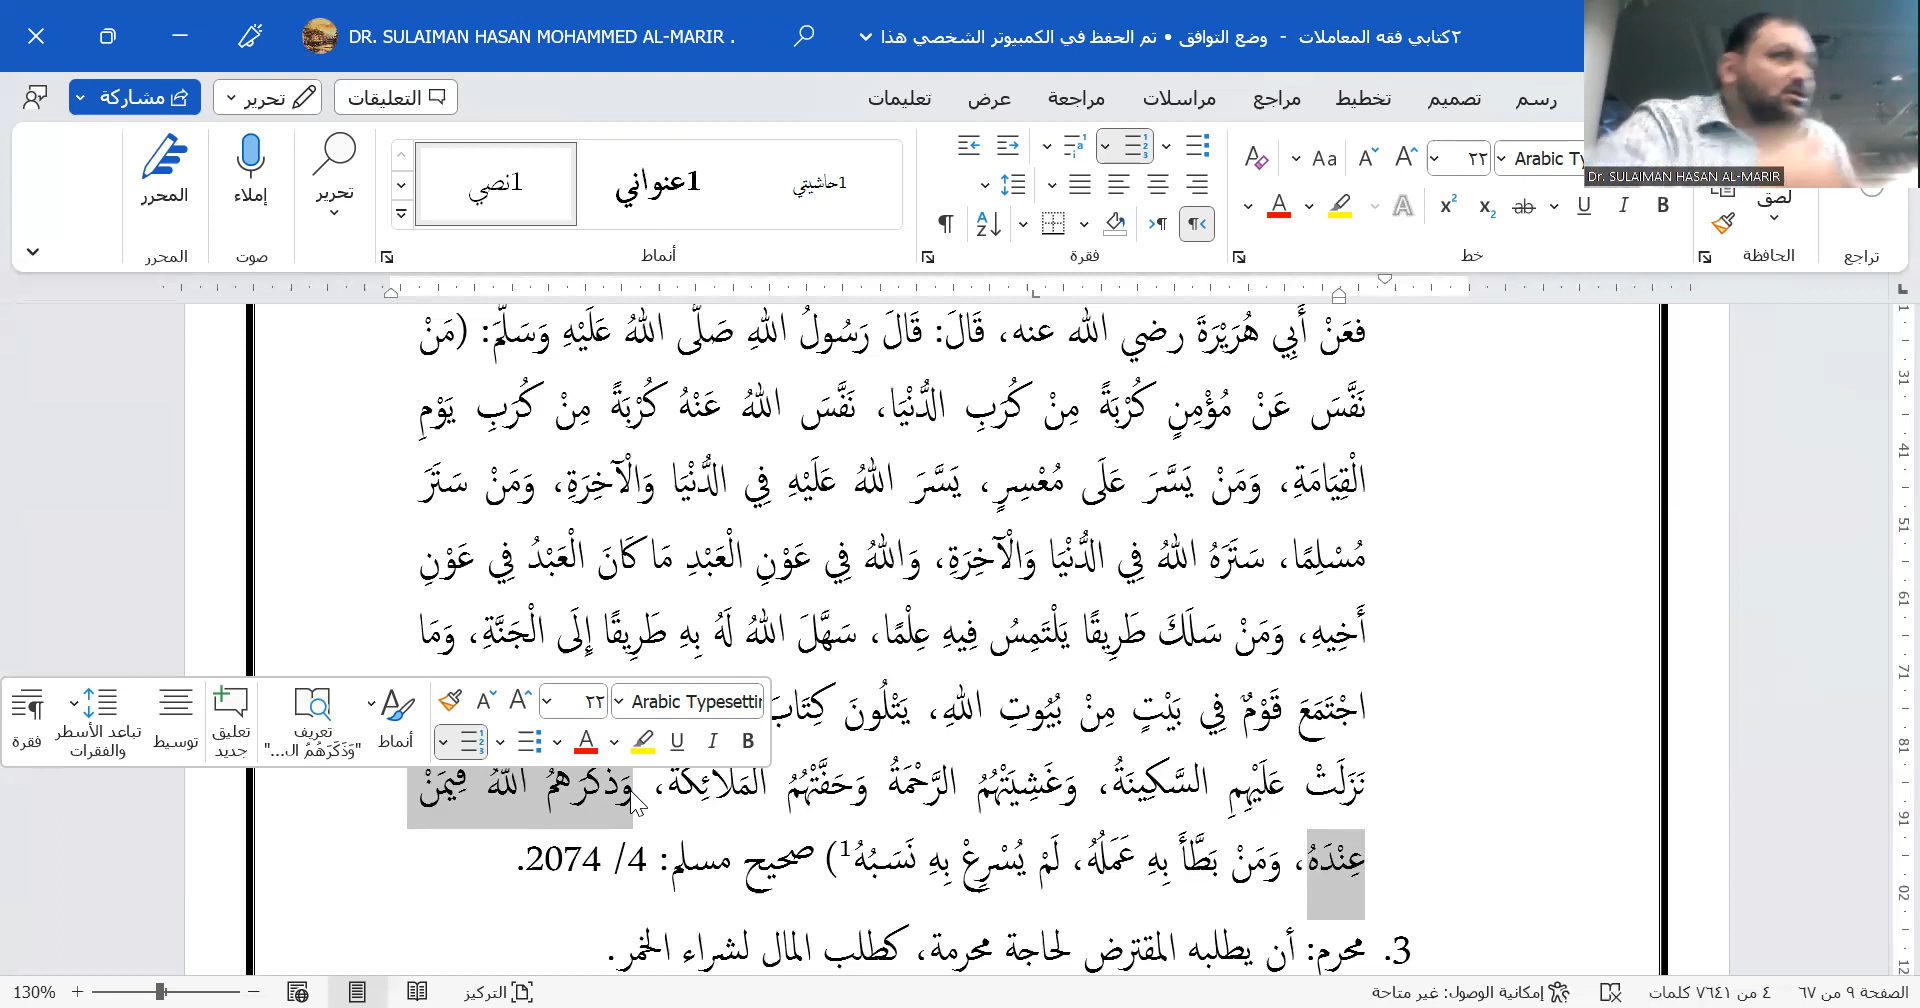 ٢كتابي فقه المعاملات - وضع التوافق • تم الحفظ في الكمبيوتر الشخصي هذا
DR. SULAIMAN HASAN MOHAMMED AL-MARIR .
رسم تصميم تخطيط مراجع مراسلات مراجعة عرض تعليمات
التعليقات
تحرير
مشاركة
Dr. SULAIMAN HASAN AL-MARIR
لصق
Arabic Ty ٢٢
1نصي
1عنواني
1حاشيتي
تحرير
إملاء
المحرر
تراجع
الحافظة
خط
فقرة
أنماط
صوت
المحرر
فعَنْ أَبِي هُرَيْرَةَ رضي الله عنه، قَالَ: قَالَ رَسُولُ اللهِ صَلَّى اللهُ عَلَيْهِ وَسَلَّمَ: (مَنْ
نَفَّسَ عَنْ مُؤْمِنٍ كُرْبَةً مِنْ كُرَبِ الدُّنْيَا، نَفَّسَ اللهُ عَنْهُ كُرْبَةً مِنْ كُرَبِ يَوْمِ
الْقِيَامَةِ، وَمَنْ يَسَّرَ عَلَى مُعْسِرٍ، يَسَّرَ اللهُ عَلَيْهِ فِي الدُّنْيَا وَالْآخِرَةِ، وَمَنْ سَتَرَ
مُسْلِمًا، سَتَرَهُ اللهُ فِي الدُّنْيَا وَالْآخِرَةِ، وَاللهُ فِي عَوْنِ الْعَبْدِ مَا كَانَ الْعَبْدُ فِي عَوْنِ
أَخِيهِ، وَمَنْ سَلَكَ طَرِيقًا يَلْتَمِسُ فِيهِ عِلْمًا، سَهَّلَ اللهُ لَهُ بِهِ طَرِيقًا إِلَى الْجَنَّةِ، وَمَا
اجْتَمَعَ قَوْمٌ فِي بَيْتٍ مِنْ بُيُوتِ اللهِ، يَتْلُونَ كِتَابَ
نَزَلَتْ عَلَيْهِمِ السَّكِينَةُ، وَغَشِيَتْهُمُ الرَّحْمَةُ وَحَفَّتْهُمُ الْمَلَائِكَةُ، وَذَكَرَهُمُ اللهُ فِيمَنْ
عِنْدَهُ، وَمَنْ بَطَّأَ بِهِ عَمَلُهُ، لَمْ يُسْرِعْ بِهِ نَسَبُهُ1) صحيح مسلم: 4/ 2074.
3. محرم: أن يطلبه المقترض لحاجة محرمة، كطلب المال لشراء الخمر.
Arabic Typesettin ٢٢
أنماط
تعريف "وَذَكَرَهُمُ ال..."
تعليق جديد
توسيط
تباعد الأسطر والفقرات
فقرة
الصفحة ٩ من ٦٧
٤ من ٧٦٤١ كلمات
إمكانية الوصول: غير متاحة
التركيز
130%